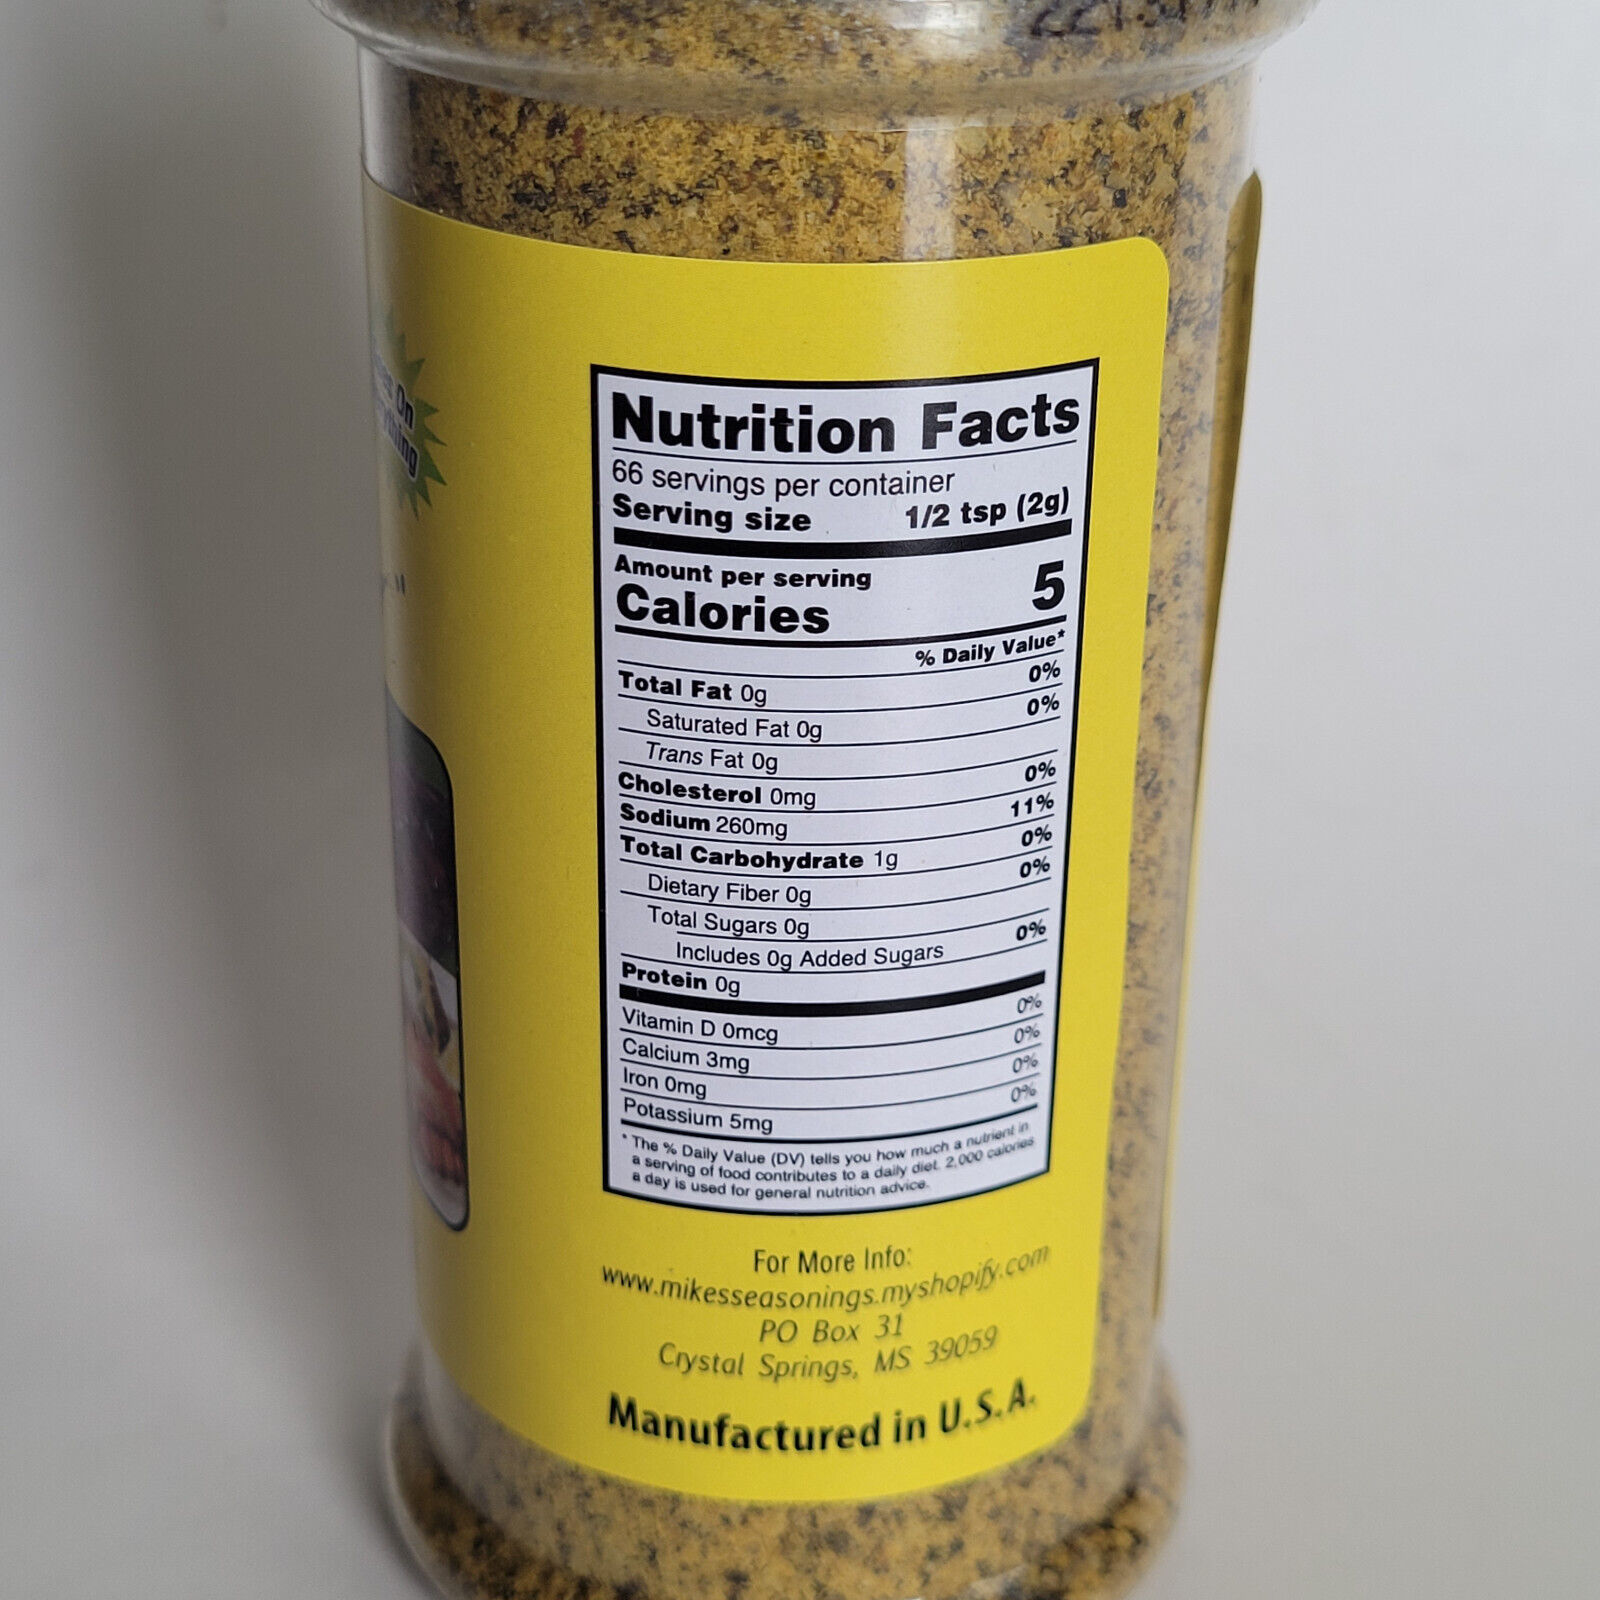 On
Nutrition Facts
66 servings per container
Serving size 1/2 tsp (2g)
Amount per serving
Calories 5
% Daily Value*
Total Fat 0g 0%
Saturated Fat 0g 0%
Trans Fat 0g
Cholesterol 0mg 0%
Sodium 260mg 11%
Total Carbohydrate 1g 0%
Dietary Fiber 0g 0%
Total Sugars 0g
Includes 0g Added Sugars 0%
Protein 0g
Vitamin D 0mcg 0%
Calcium 3mg 0%
Iron 0mg 0%
Potassium 5mg 0%
* The % Daily Value (DV) tells you how much a nutrient in
a serving of food contributes to a daily diet. 2,000 calories
a day is used for general nutrition advice.
For More Info:
www.mikesseasonings.myshopify.com
PO Box 31
Crystal Springs, MS 39059
Manufactured in U.S.A.